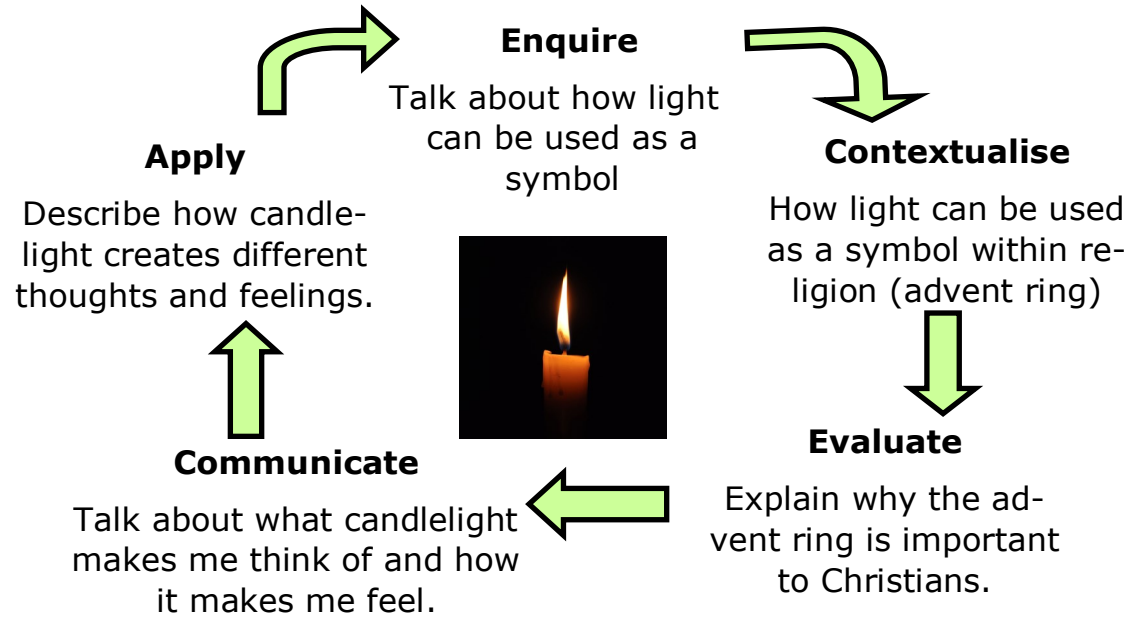 Enquire
Talk about how light
can be used as a
symbol
Contextualise
How light can be used
as a symbol within re-
ligion (advent ring)
Evaluate
Explain why the ad-
vent ring is important
to Christians.
Communicate
Talk about what candlelight
makes me think of and how
it makes me feel.
Apply
Describe how candle-
light creates different
thoughts and feelings.